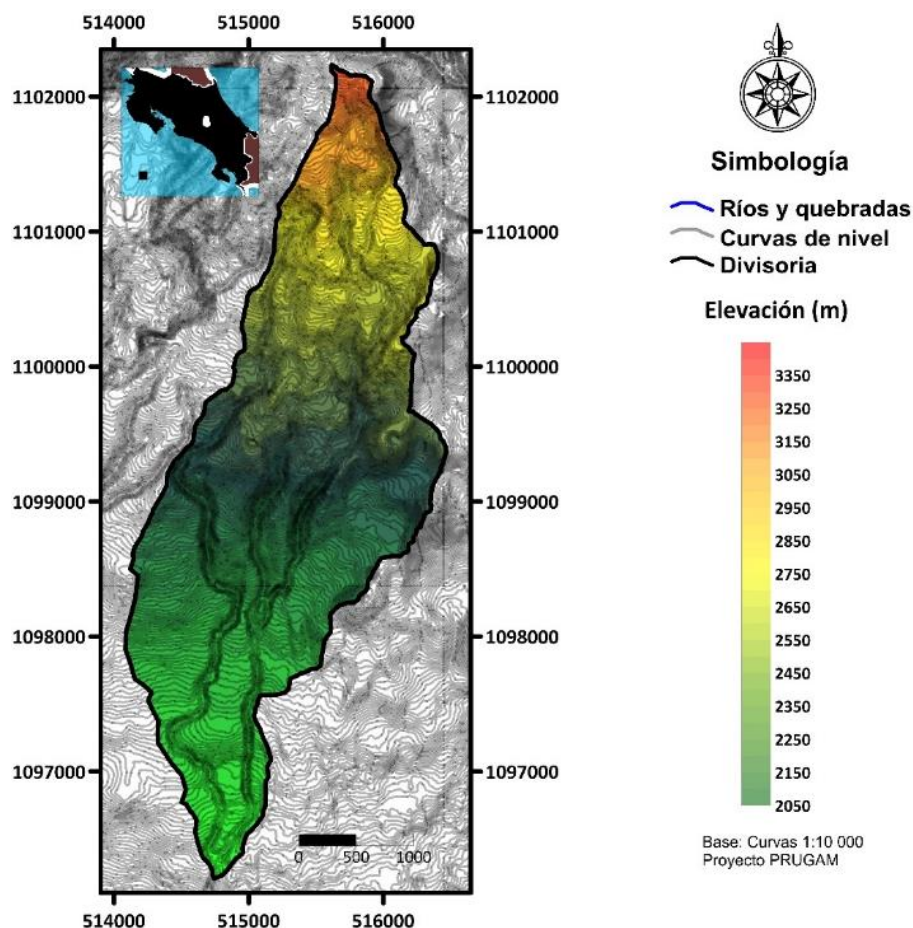 514000 515000 516000
1102000
1101000
1100000
1099000
1098000
1097000
0 500 1000
514000 515000 516000
1102000
1101000
1100000
1099000
1098000
1097000
Simbología
Ríos y quebradas
Curvas de nivel
Divisoria
Elevación (m)
3350
3250
3150
3050
2950
2850
2750
2650
2550
2450
2350
2250
2150
2050
Base: Curvas 1:10 000
Proyecto PRUGAM